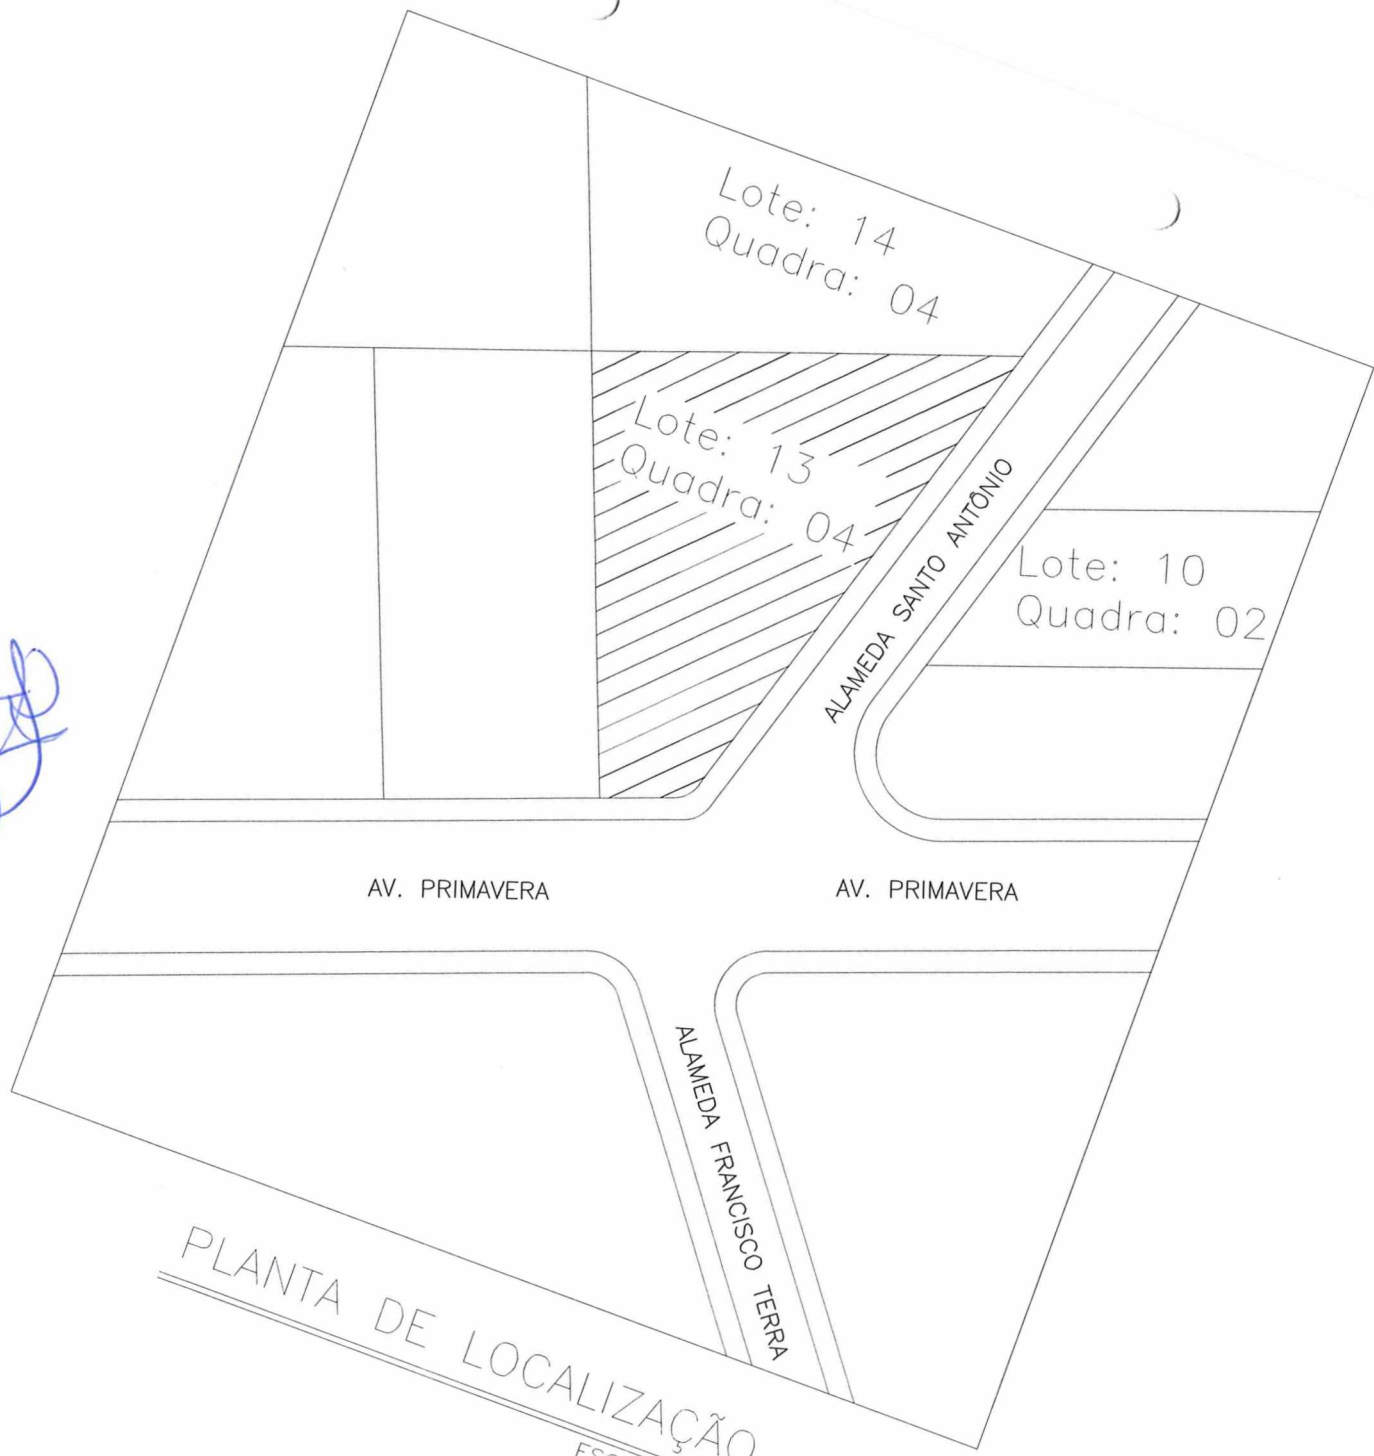 Lote: 14
Quadra: 04
Lote: 13
Quadra: 04
ALAMEDA SANTO ANTÔNIO
Lote: 10
Quadra: 02
AV. PRIMAVERA
AV. PRIMAVERA
ALAMEDA FRANCISCO TERRA
PLANTA DE LOCALIZAÇÃO